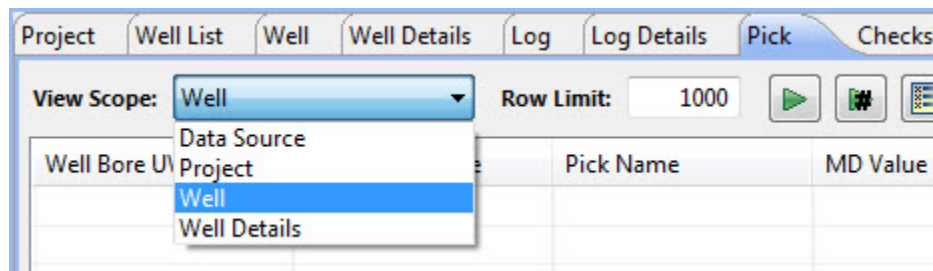 Project Well List Well Well Details Log Log Details Pick Checks
View Scope: Well Row Limit: 1000 #
Data Source
Well Bore Project Pick Name MD Value
Well
Well Details